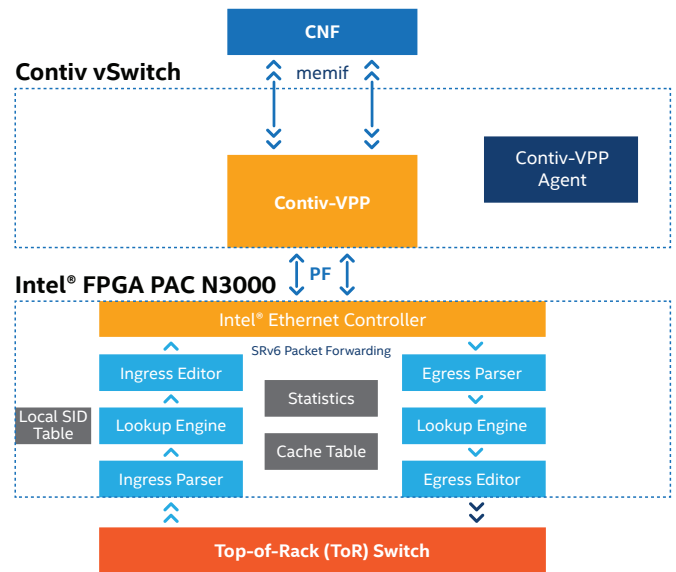 CNF
Contiv vSwitch
memif
Contiv-VPP
Agent
Contiv-VPP
PF
Intel® FPGA PAC N3000
Intel® Ethernet Controller
SRv6 Packet Forwarding
Ingress Editor
Egress Parser
Statistics
Local SID
Table
Lookup Engine
Lookup Engine
Cache Table
Ingress Parser
Egress Editor
Top-of-Rack (ToR) Switch